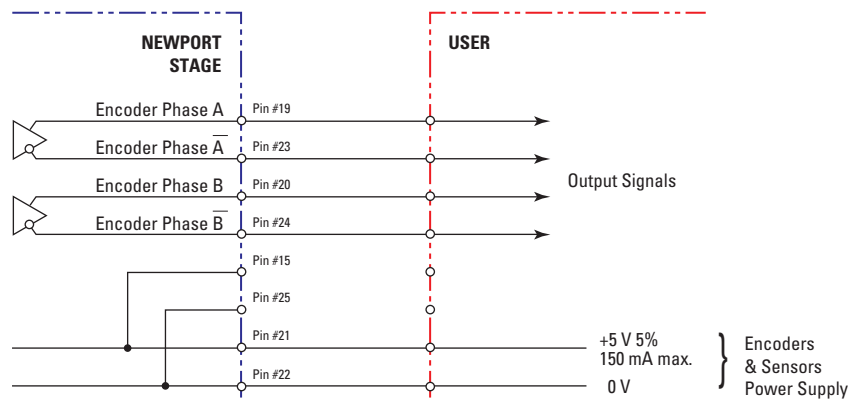 NEWPORT
STAGE
USER
Encoder Phase A
Pin #19
Encoder Phase A̅
Pin #23
Encoder Phase B
Pin #20
Encoder Phase B̅
Pin #24
Output Signals
Pin #15
Pin #25
Pin #21
+5 V 5%
150 mA max.
Pin #22
0 V
} Encoders
& Sensors
Power Supply